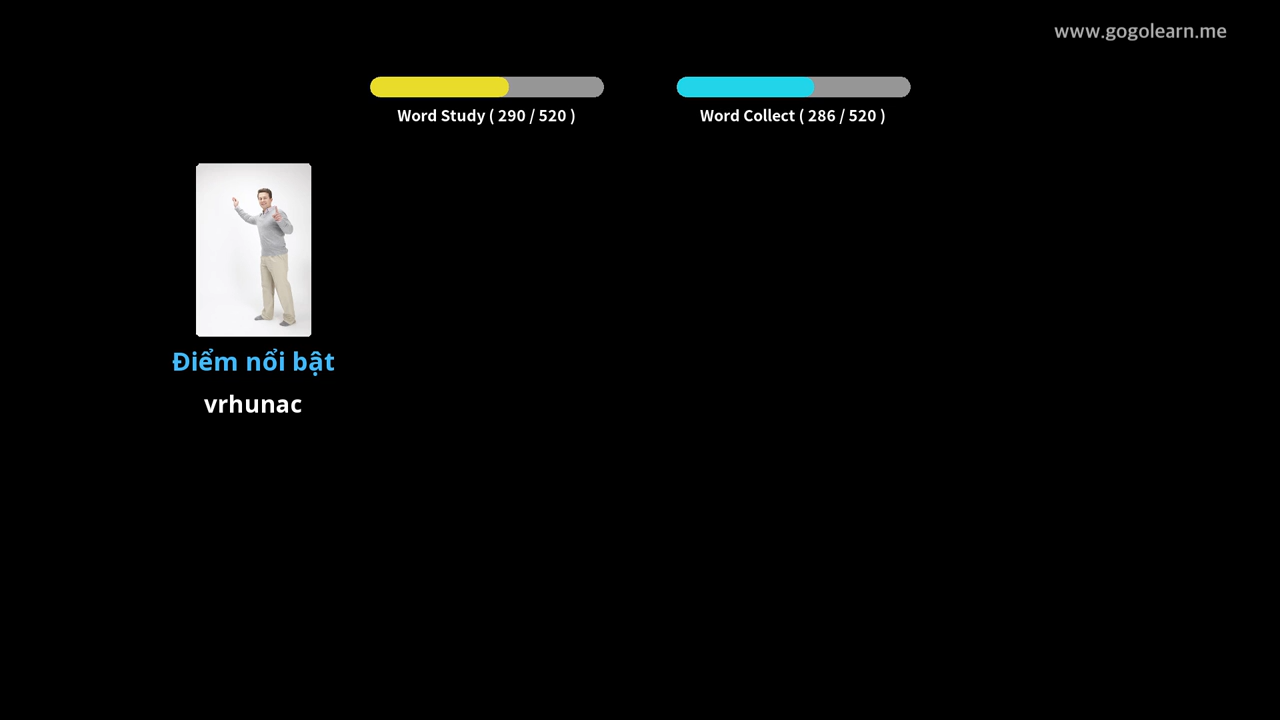 www.gogolearn.me
Word Study ( 290 / 520 )
Word Collect ( 286 / 520 )
Điểm nổi bật
vrhunac